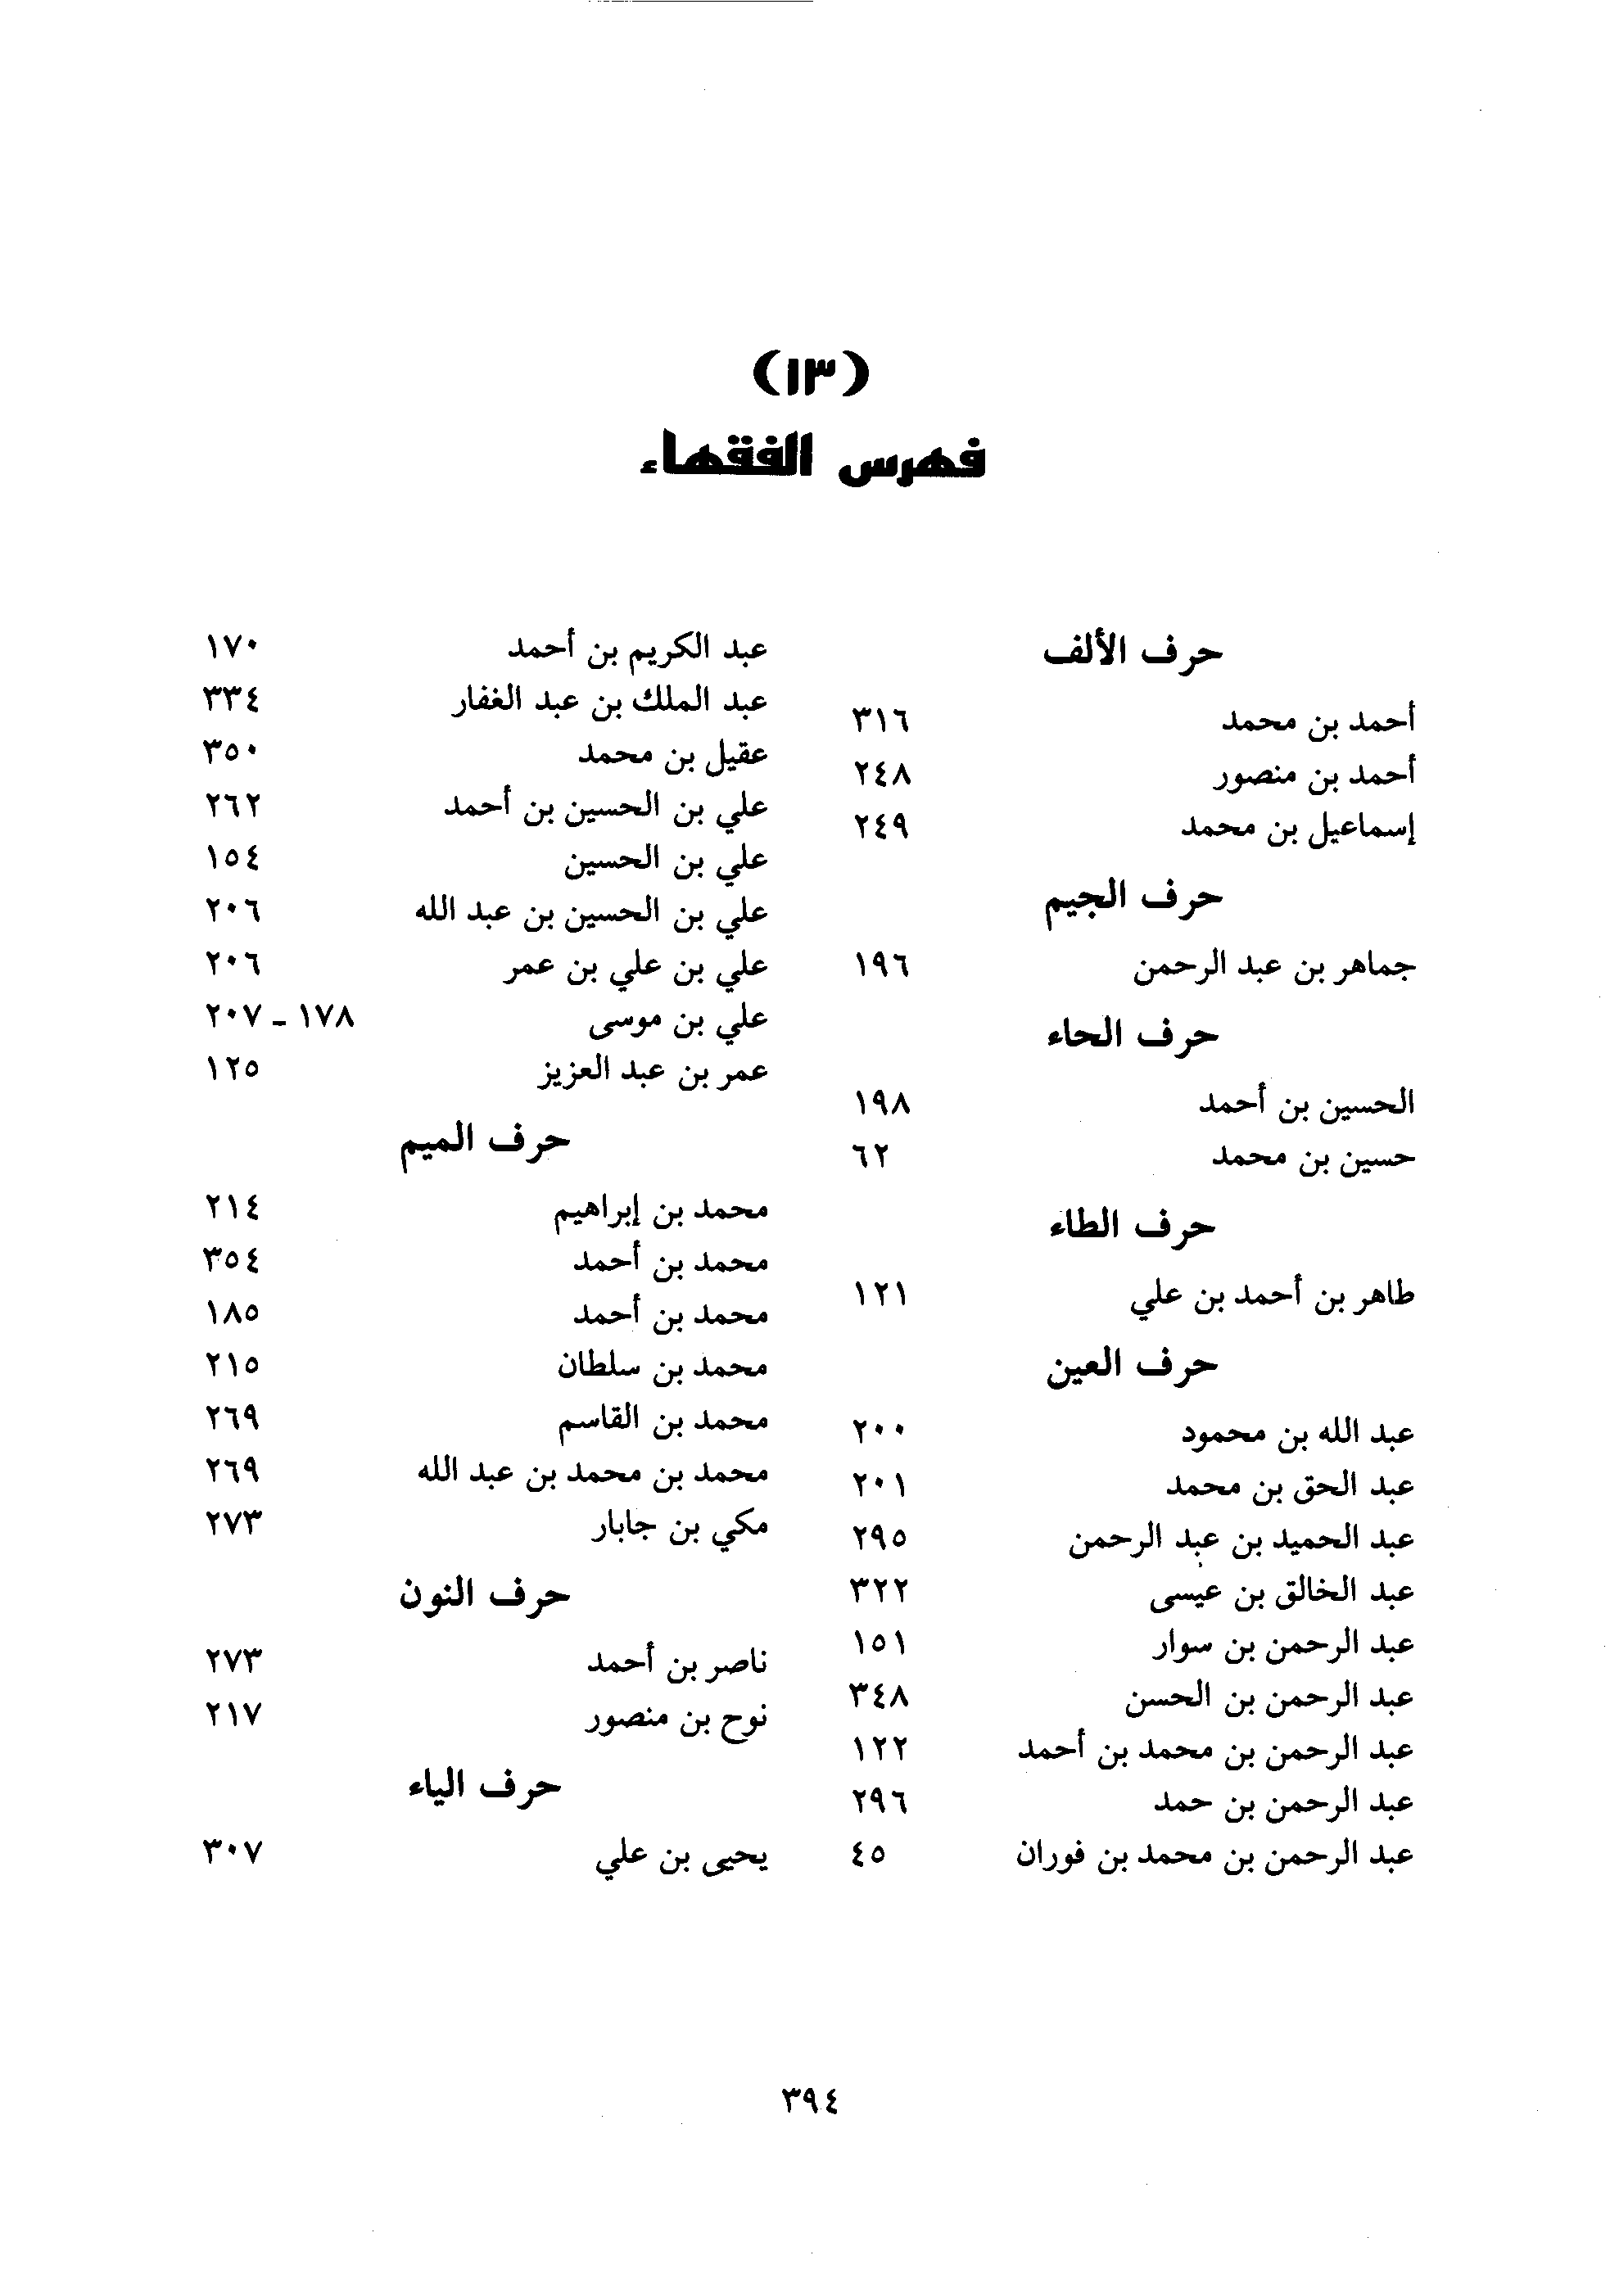 (١٣)
فهرس الفقهاء
حرف الألف
أحمد بن محمد ٣١٦
أحمد بن منصور ٢٤٨
إسماعيل بن محمد ٢٤٩
حرف الجيم
جماهر بن عبد الرحمن ١٩٦
حرف الحاء
الحسين بن أحمد ١٩٨
حسين بن محمد ٦٢
حرف الطاء
طاهر بن أحمد بن علي ١٢١
حرف العين
عبد الله بن محمود ٢٠٠
عبد الحق بن محمد ٢٠١
عبد الحميد بن عبد الرحمن ٢٩٥
عبد الخالق بن عيسى ٣٢٢
عبد الرحمن بن سوار ١٥١
عبد الرحمن بن الحسن ٣٤٨
عبد الرحمن بن محمد بن أحمد ١٢٢
عبد الرحمن بن حمد ٢٩٦
عبد الرحمن بن محمد بن فوران ٤٥
عبد الكريم بن أحمد ١٧٠
عبد الملك بن عبد الغفار ٣٣٤
عقيل بن محمد ٣٥٠
علي بن الحسين بن أحمد ٢٦٢
علي بن الحسين ١٥٤
علي بن الحسين بن عبد الله ٢٠٦
علي بن علي بن عمر ٢٠٦
علي بن موسى ١٧٨ ـ ٢٠٧
عمر بن عبد العزيز ١٢٥
حرف الميم
محمد بن إبراهيم ٢١٤
محمد بن أحمد ٣٥٤
محمد بن أحمد ١٨٥
محمد بن سلطان ٢١٥
محمد بن القاسم ٢٦٩
محمد بن محمد بن عبد الله ٢٦٩
مكي بن جابار ٢٧٣
حرف النون
ناصر بن أحمد ٢٧٣
نوح بن منصور ٢١٧
حرف الياء
يحيى بن علي ٣٠٧
٣٩٤